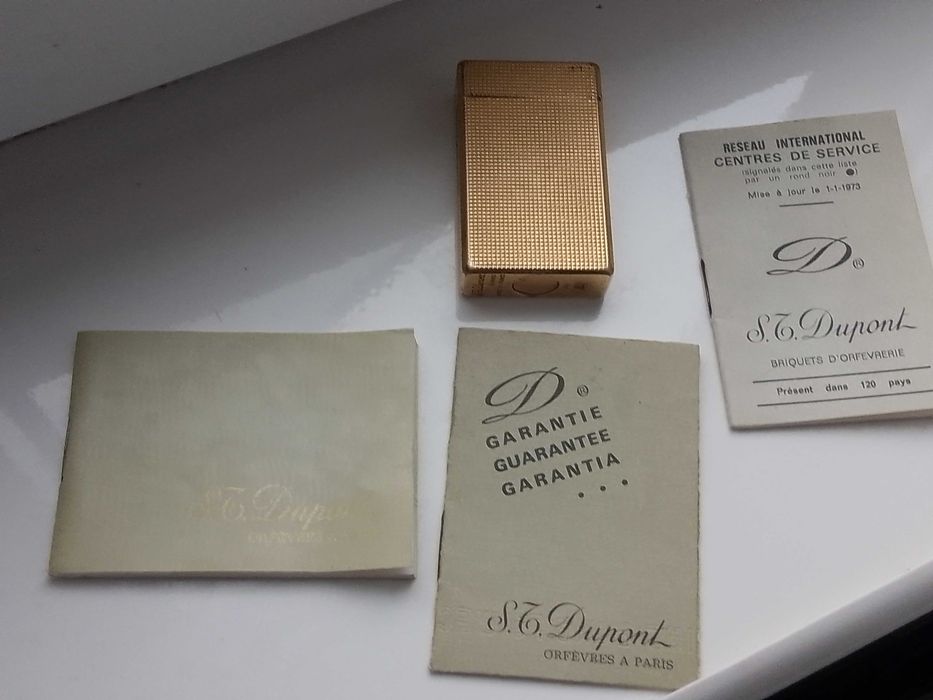 RESEAU INTERNATIONAL
CENTRES DE SERVICE
(signalés dans cette liste
par un rond noir ●)
Mise à jour le 1-1-1973
D®
S.T. Dupont
BRIQUETS D'ORFEVRERIE
Présent dans 120 pays
S.T. Dupont
D®
GARANTIE
GUARANTEE
GARANTIA
...
S.T. Dupont
ORFÈVRES A PARIS